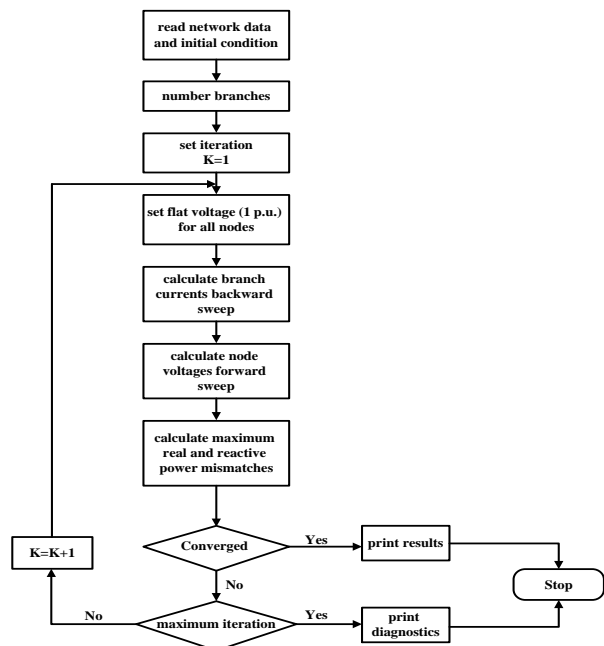 read network data
and initial condition
number branches
set iteration
K=1
set flat voltage (1 p.u.)
for all nodes
calculate branch
currents backward
sweep
calculate node
voltages forward
sweep
calculate maximum
real and reactive
power mismatches
Converged
Yes
print results
K=K+1
No
Stop
No
maximum iteration
Yes
print
diagnostics